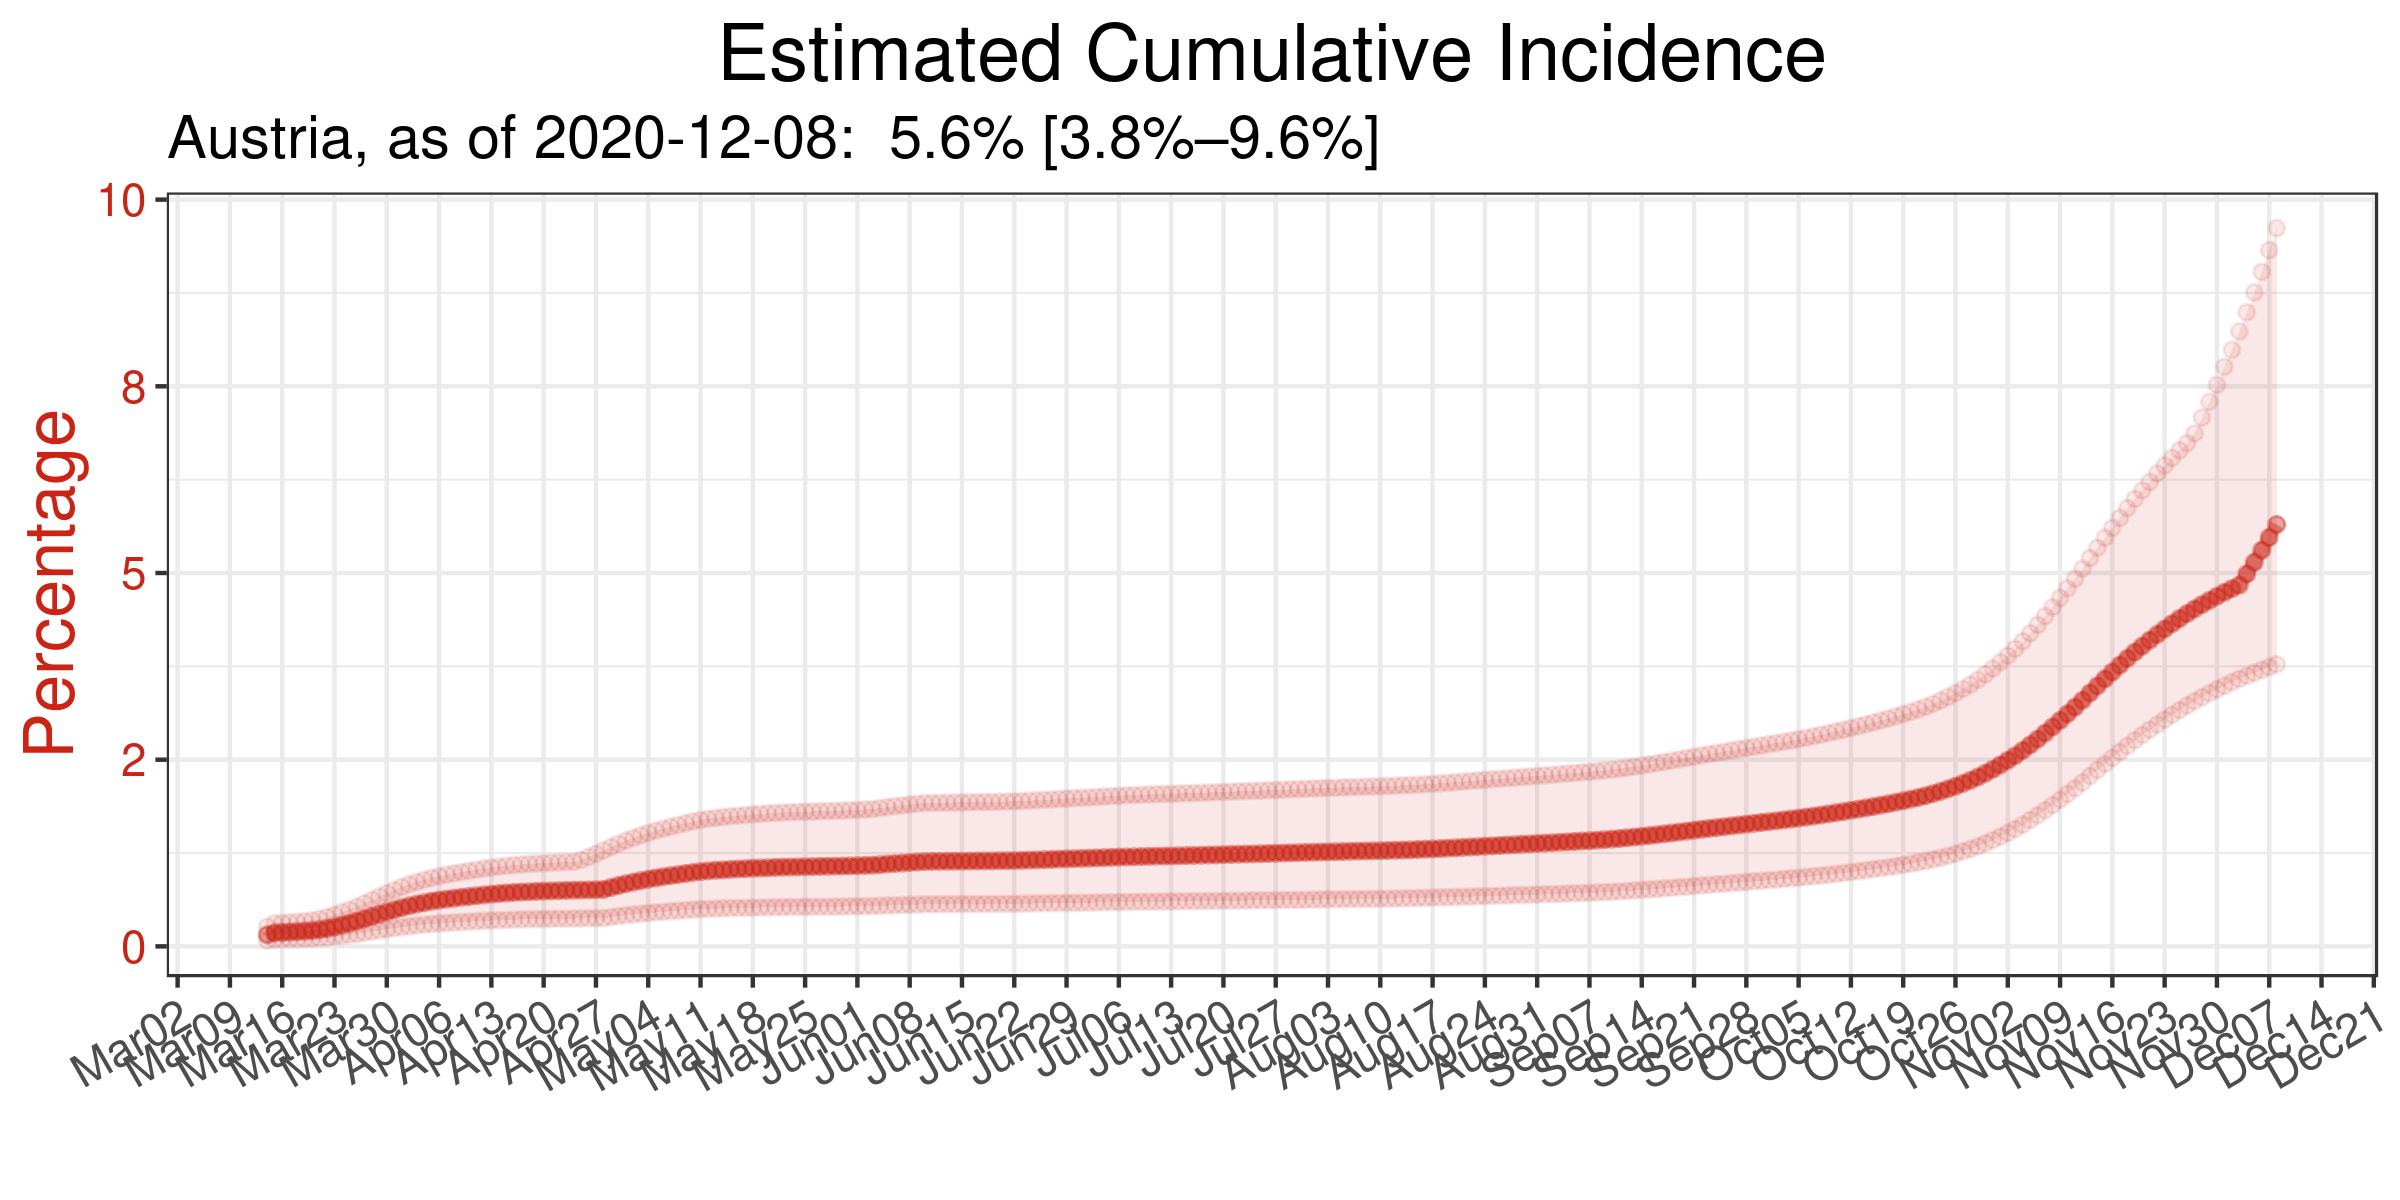 Estimated Cumulative Incidence
Austria, as of 2020-12-08: 5.6% [3.8%–9.6%]
Percentage
10
8
5
2
0
Mar02
Mar09
Mar16
Mar23
Mar30
Apr06
Apr13
Apr20
Apr27
May04
May11
May18
May25
Jun01
Jun08
Jun15
Jun22
Jun29
Jul06
Jul13
Jul20
Jul27
Aug03
Aug10
Aug17
Aug24
Aug31
Sep07
Sep14
Sep21
Sep28
Oct05
Oct12
Oct19
Oct26
Nov02
Nov09
Nov16
Nov23
Nov30
Dec07
Dec14
Dec21